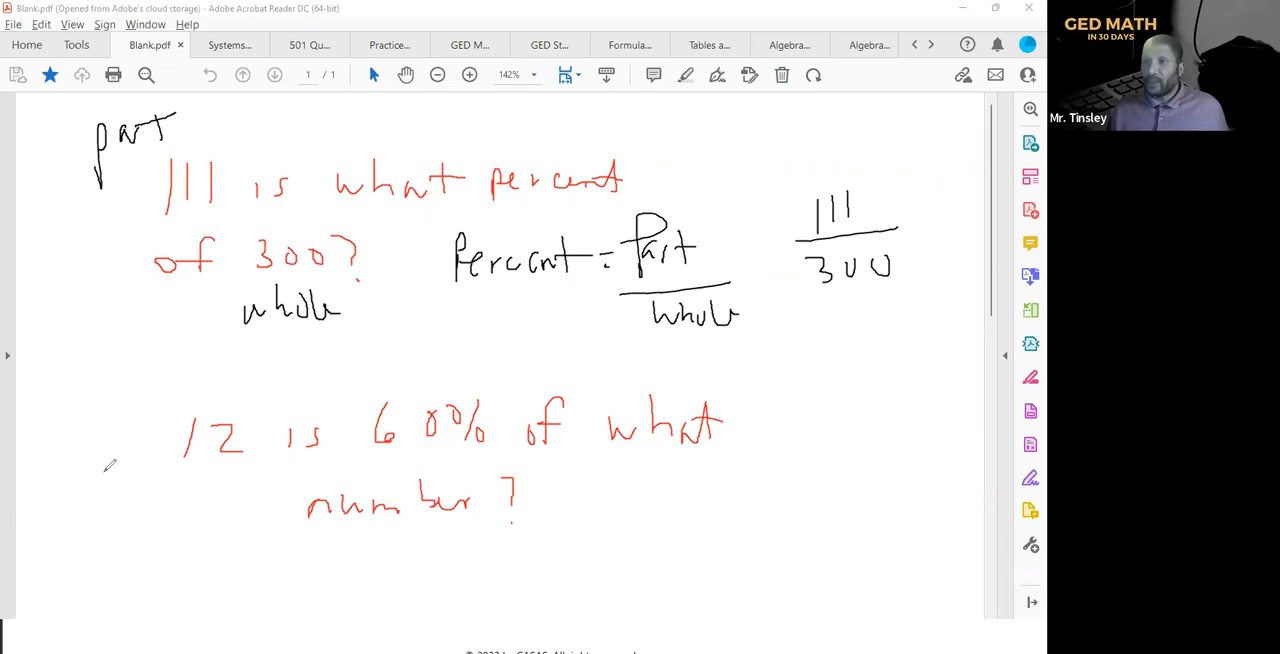 Blank.pdf (Opened from Adobe's cloud storage) - Adobe Acrobat Reader DC (64-bit)
File Edit View Sign Window Help
Home Tools Blank.pdf × Systems... 501 Qu... Practice... GED M... GED St... Formula... Tables a... Algebra... Algebra...
1 / 1 142%
GED MATH
IN 30 DAYS
Mr. Tinsley
part
111 is what percent
of 300?
whole
Percent = Part
whole
111
300
12 is 60% of what
number?